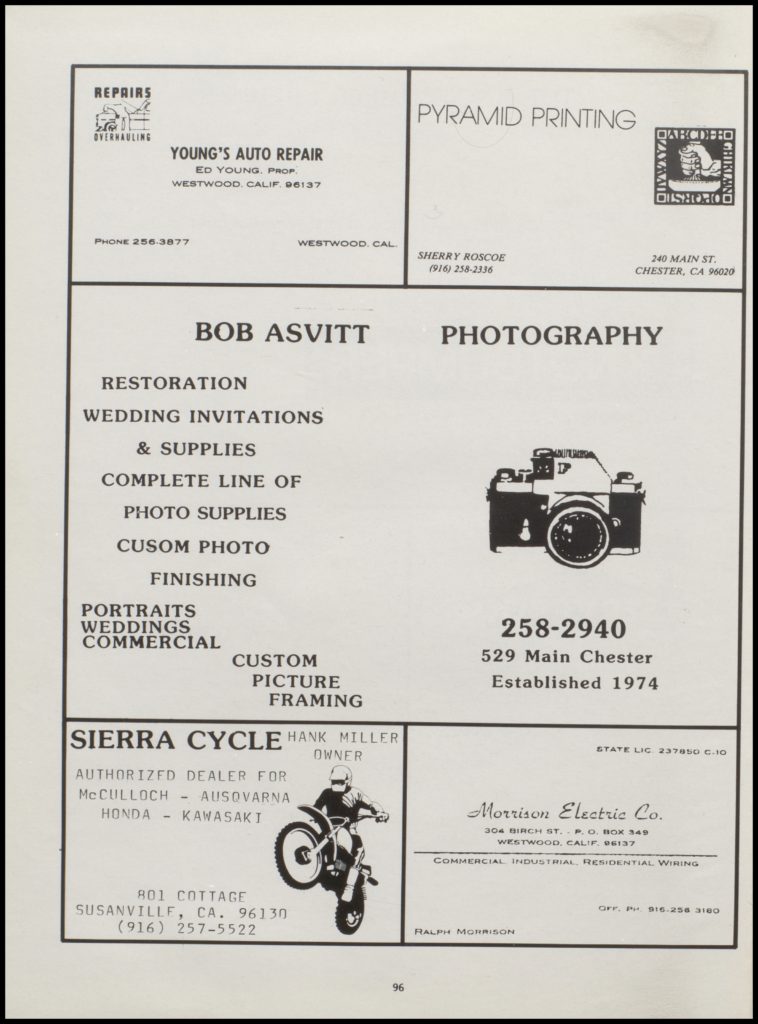 REPAIRS
OVERHAULING
YOUNG'S AUTO REPAIR
ED YOUNG, PROP.
WESTWOOD, CALIF. 96137
PHONE 256-3877
WESTWOOD, CAL.
PYRAMID PRINTING
ABCDEF
SHERRY ROSCOE
(916) 258-2336
240 MAIN ST.
CHESTER, CA 96020
BOB ASVITT PHOTOGRAPHY
RESTORATION
WEDDING INVITATIONS
& SUPPLIES
COMPLETE LINE OF
PHOTO SUPPLIES
CUSOM PHOTO
FINISHING
PORTRAITS
WEDDINGS
COMMERCIAL
CUSTOM
PICTURE
FRAMING
258-2940
529 Main Chester
Established 1974
SIERRA CYCLE
HANK MILLER
OWNER
AUTHORIZED DEALER FOR
McCULLOCH - AUSQVARNA
HONDA - KAWASAKI
801 COTTAGE
SUSANVILLE, CA. 96130
(916) 257-5522
STATE LIC. 237850 C-10
Morrison Electric Co.
304 BIRCH ST. - P. O. BOX 349
WESTWOOD, CALIF. 96137
COMMERCIAL, INDUSTRIAL, RESIDENTIAL WIRING
OFF. PH. 916-256 3180
RALPH MORRISON
96